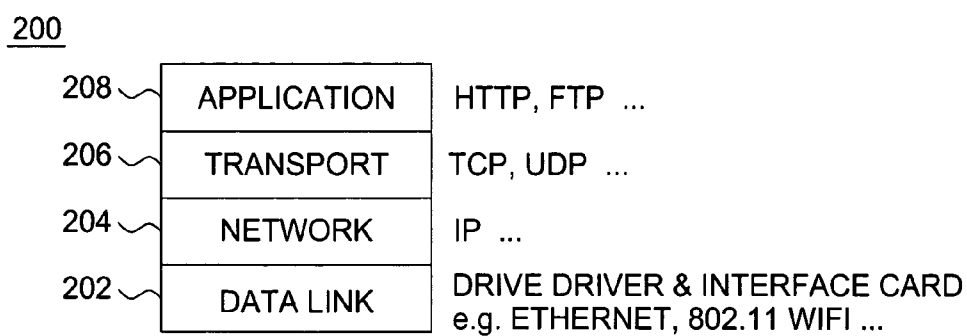 200
208 APPLICATION HTTP, FTP ...
206 TRANSPORT TCP, UDP ...
204 NETWORK IP ...
202 DATA LINK DRIVE DRIVER & INTERFACE CARD
e.g. ETHERNET, 802.11 WIFI ...